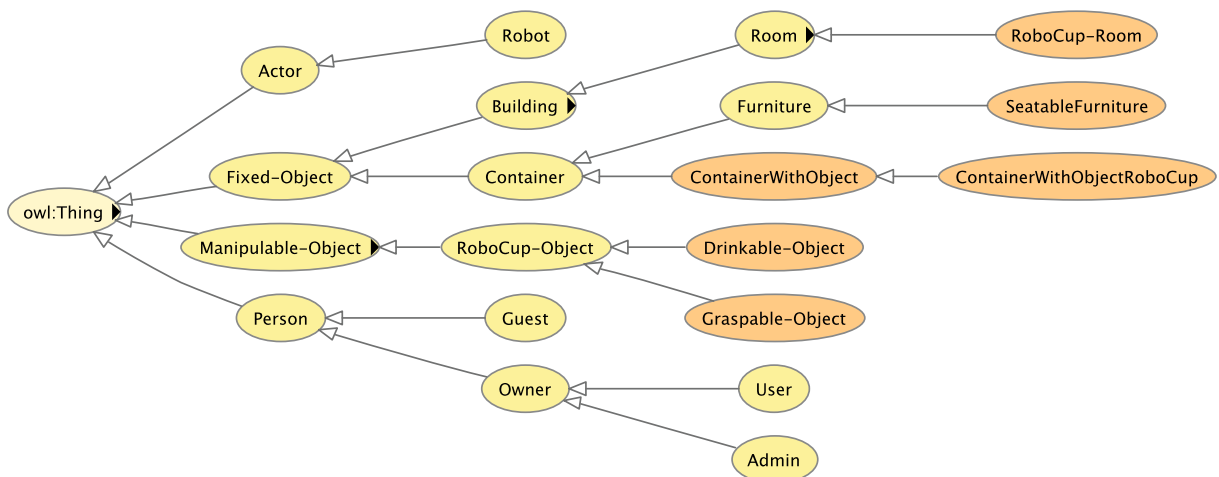 Robot
Room
RoboCup-Room
Actor
Building
Furniture
SeatableFurniture
Fixed-Object
Container
ContainerWithObject
ContainerWithObjectRoboCup
owl:Thing
Manipulable-Object
RoboCup-Object
Drinkable-Object
Person
Guest
Graspable-Object
Owner
User
Admin